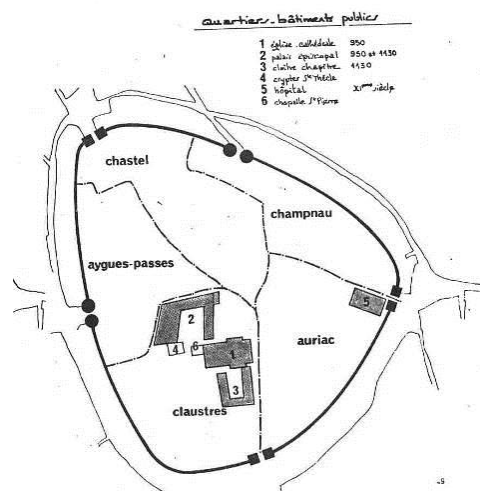 quartiers. bâtiments publics
1 église cathédrale 950
2 palais épiscopal 950 et 1130
3 cloître chapitre 1130
4 cryptes Ste Thècle
5 hôpital XIème siècle
6 chapelle St Pierre
chastel
champnau
aygues-passes
2
5
auriac
4
6
1
3
claustres